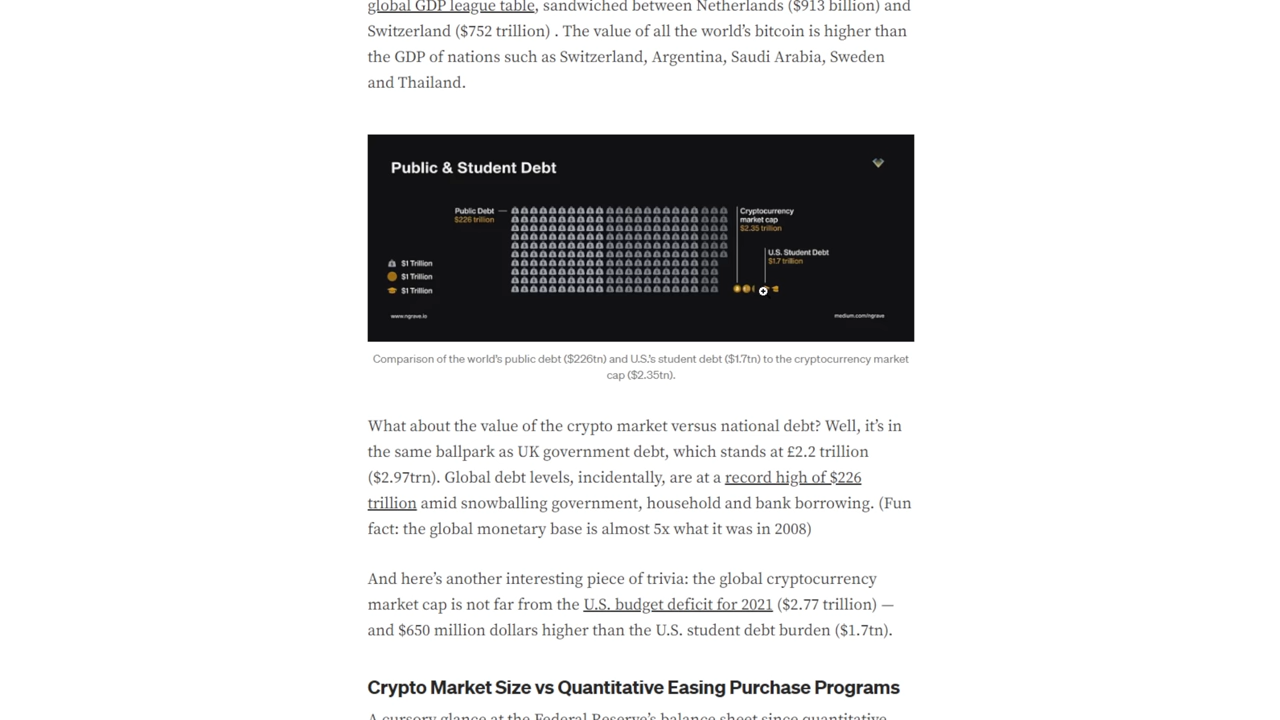 global GDP league table, sandwiched between Netherlands ($913 billion) and
Switzerland ($752 trillion) . The value of all the world's bitcoin is higher than
the GDP of nations such as Switzerland, Argentina, Saudi Arabia, Sweden
and Thailand.
Public & Student Debt
Public Debt
$226 trillion
Cryptocurrency
market cap
$2.35 trillion
U.S. Student Debt
$1.7 trillion
$1 Trillion
$1 Trillion
$1 Trillion
www.ngrave.io
medium.com/ngrave
Comparison of the world's public debt ($226tn) and U.S.'s student debt ($1.7tn) to the cryptocurrency market
cap ($2.35tn).
What about the value of the crypto market versus national debt? Well, it's in
the same ballpark as UK government debt, which stands at £2.2 trillion
($2.97trn). Global debt levels, incidentally, are at a record high of $226
trillion amid snowballing government, household and bank borrowing. (Fun
fact: the global monetary base is almost 5x what it was in 2008)
And here's another interesting piece of trivia: the global cryptocurrency
market cap is not far from the U.S. budget deficit for 2021 ($2.77 trillion) —
and $650 million dollars higher than the U.S. student debt burden ($1.7tn).
Crypto Market Size vs Quantitative Easing Purchase Programs
A cursory glance at the Federal Reserve's balance sheet since quantitative